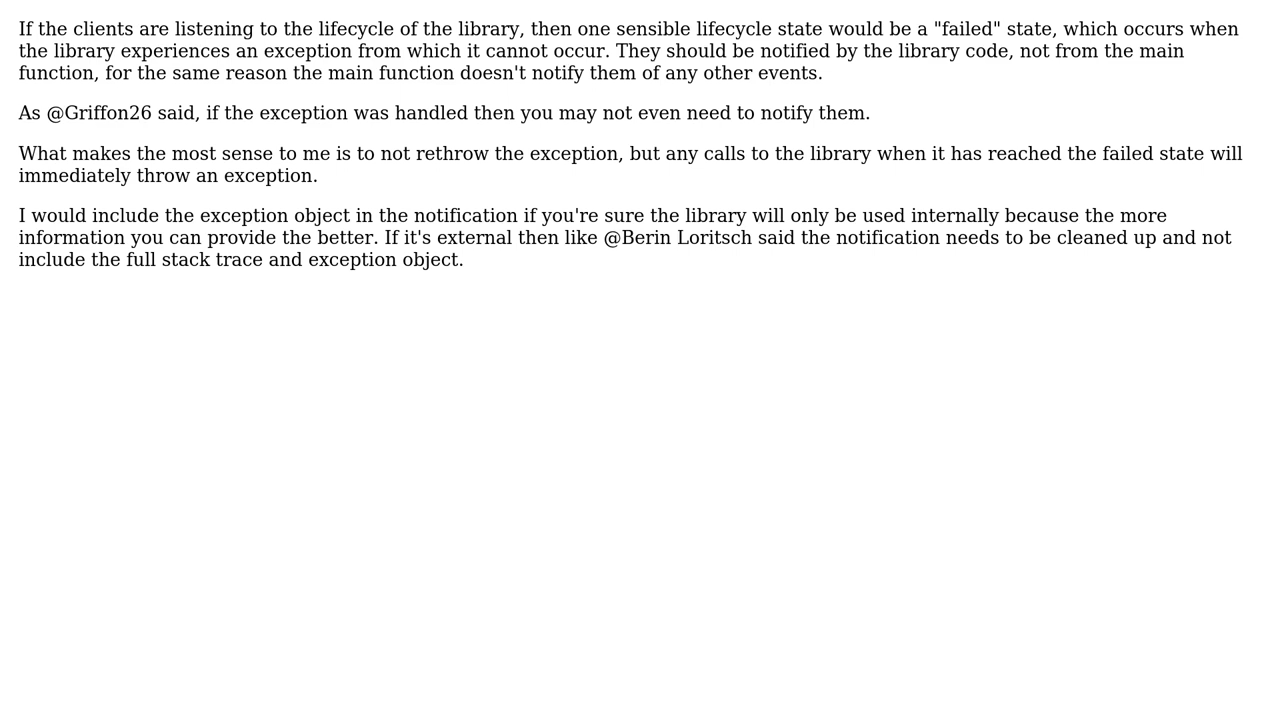 If the clients are listening to the lifecycle of the library, then one sensible lifecycle state would be a "failed" state, which occurs when
the library experiences an exception from which it cannot occur. They should be notified by the library code, not from the main
function, for the same reason the main function doesn't notify them of any other events.
As @Griffon26 said, if the exception was handled then you may not even need to notify them.
What makes the most sense to me is to not rethrow the exception, but any calls to the library when it has reached the failed state will
immediately throw an exception.
I would include the exception object in the notification if you're sure the library will only be used internally because the more
information you can provide the better. If it's external then like @Berin Loritsch said the notification needs to be cleaned up and not
include the full stack trace and exception object.